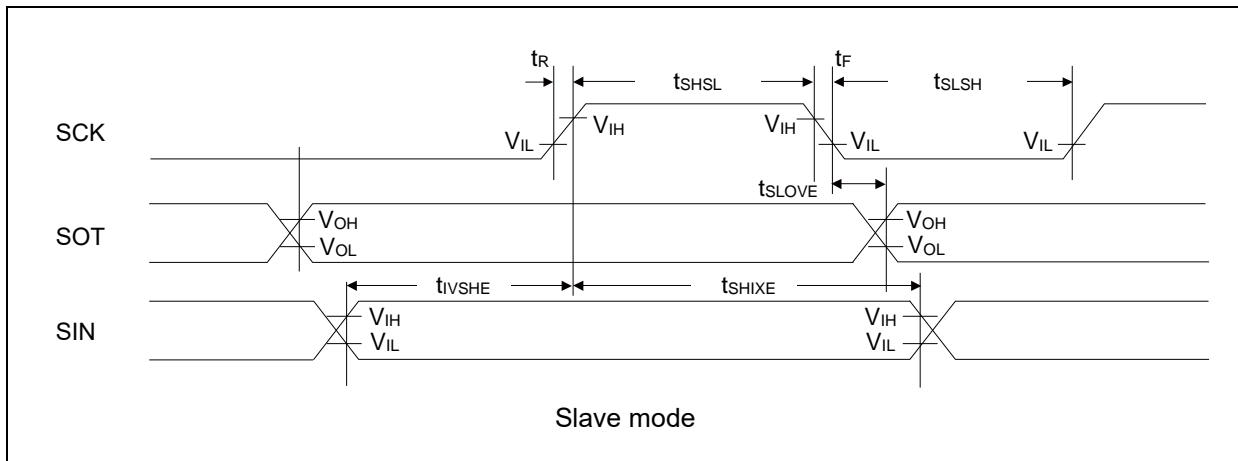 tR tF
tSHSL tSLSH
SCK VIH VIH
VIL VIL VIL
tSLOVE
VOH VOH
SOT VOL VOL
tIVSHE tSHIXE
VIH VIH
SIN VIL VIL
Slave mode